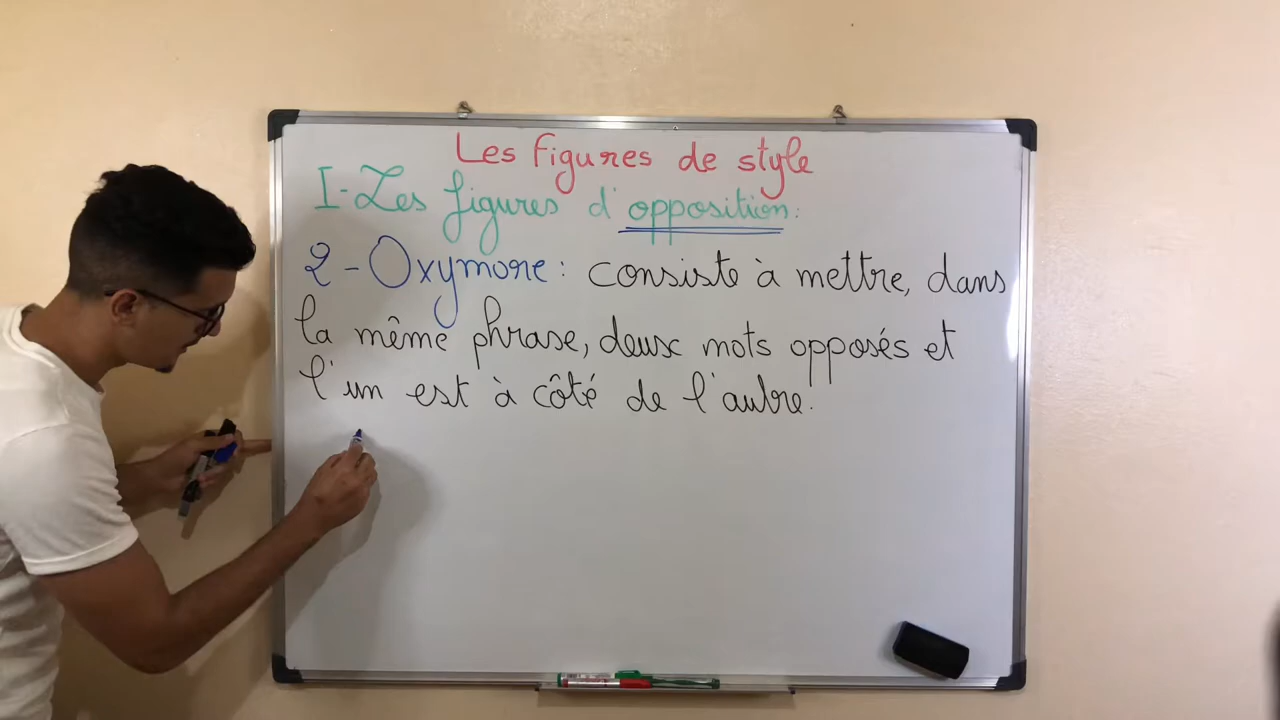 Les figures de style
I-Les figures d'opposition:
2-Oxymore: consiste à mettre, dans
la même phrase, deux mots opposés et
l'un est à côté de l'autre.